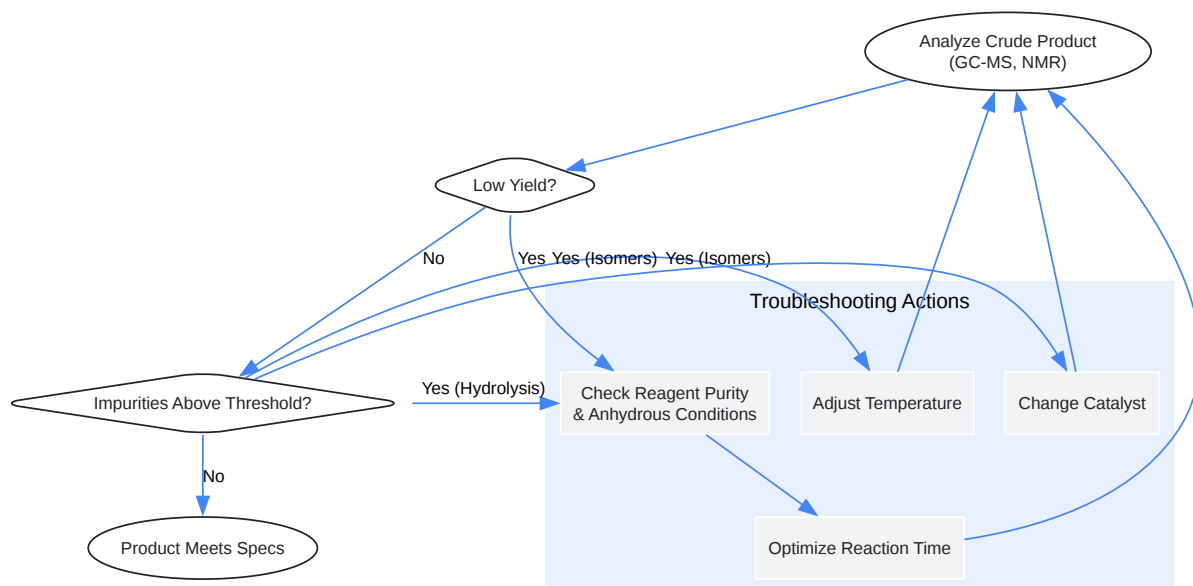 Analyze Crude Product
(GC-MS, NMR)
Low Yield?
No
Yes
Yes (Isomers)
Yes (Isomers)
Troubleshooting Actions
Yes (Hydrolysis)
Impurities Above Threshold?
Check Reagent Purity
& Anhydrous Conditions
Adjust Temperature
Change Catalyst
No
Product Meets Specs
Optimize Reaction Time